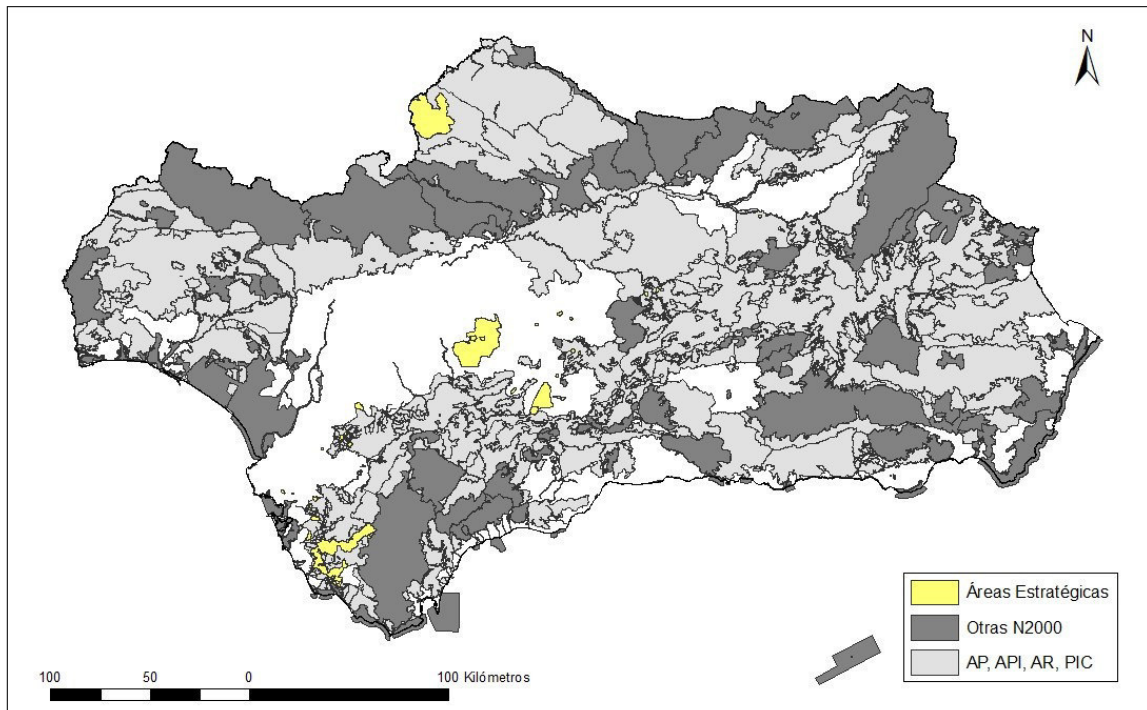 N
Áreas Estratégicas
Otras N2000
AP, API, AR, PIC
100 50 0 100 Kilómetros